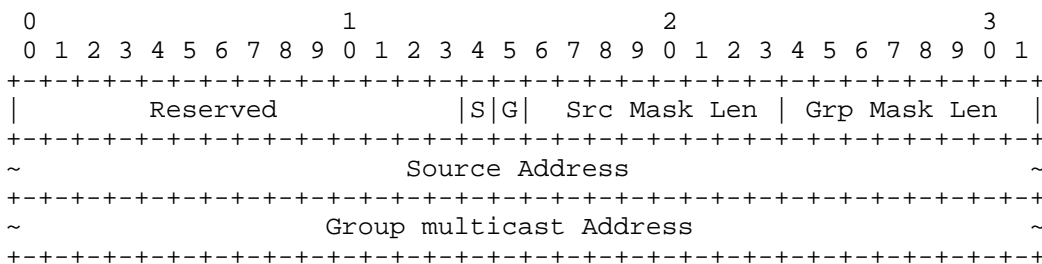 0                   1                   2                   3
 0 1 2 3 4 5 6 7 8 9 0 1 2 3 4 5 6 7 8 9 0 1 2 3 4 5 6 7 8 9 0 1
+-+-+-+-+-+-+-+-+-+-+-+-+-+-+-+-+-+-+-+-+-+-+-+-+-+-+-+-+-+-+-+-+
|        Reserved           |S|G|  Src Mask Len | Grp Mask Len  |
+-+-+-+-+-+-+-+-+-+-+-+-+-+-+-+-+-+-+-+-+-+-+-+-+-+-+-+-+-+-+-+-+
~                        Source Address                         ~
+-+-+-+-+-+-+-+-+-+-+-+-+-+-+-+-+-+-+-+-+-+-+-+-+-+-+-+-+-+-+-+-+
~                   Group multicast Address                     ~
+-+-+-+-+-+-+-+-+-+-+-+-+-+-+-+-+-+-+-+-+-+-+-+-+-+-+-+-+-+-+-+-+